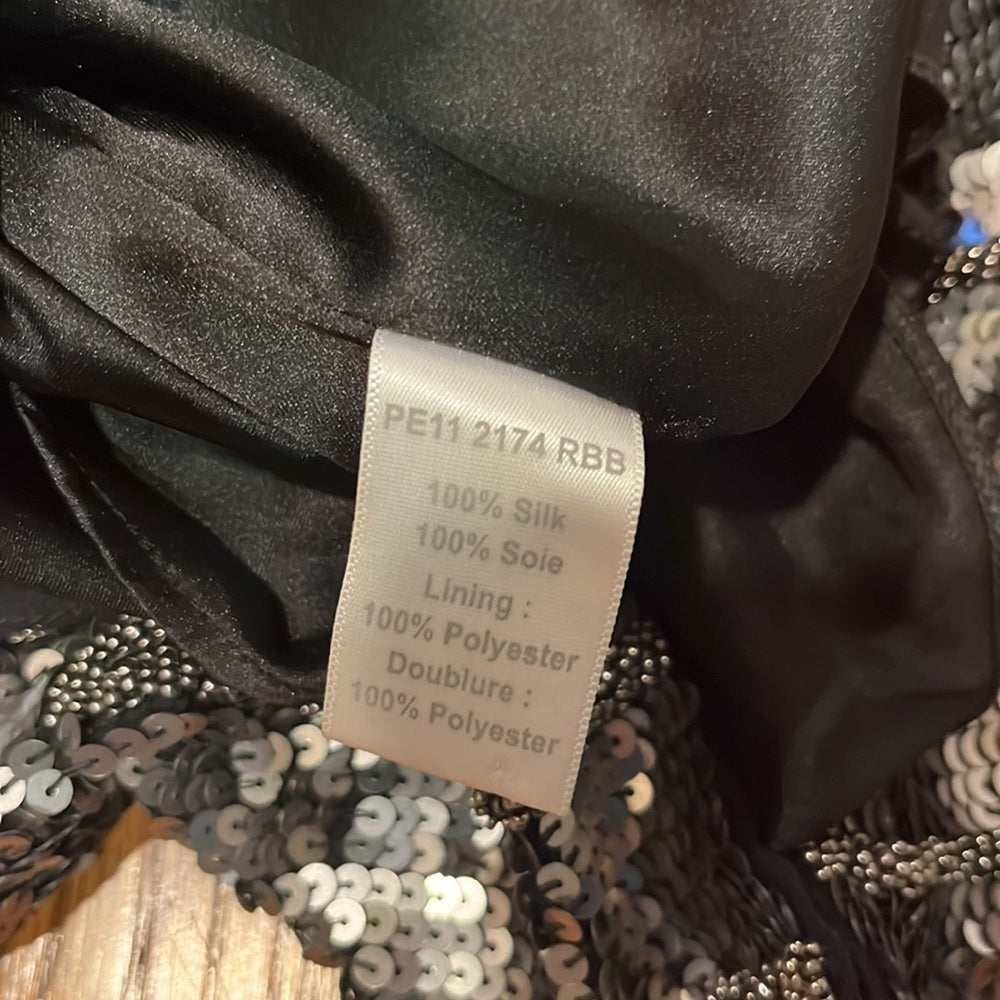 PE11 2174 RBB
100% Silk
100% Soie
Lining :
100% Polyester
Doublure :
100% Polyester